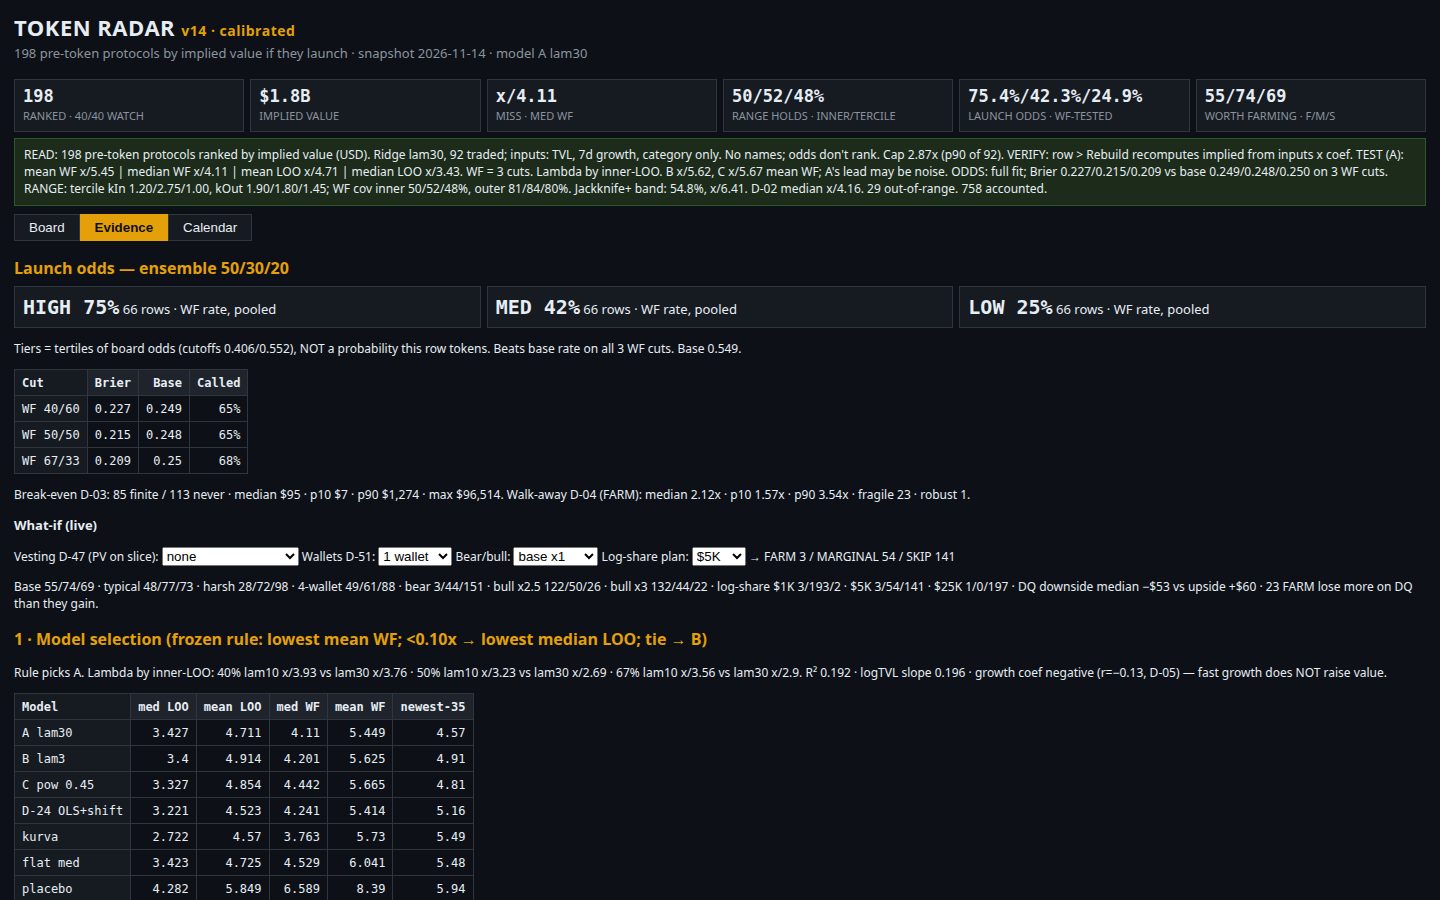 TOKEN RADAR v14 · calibrated
198 pre-token protocols by implied value if they launch · snapshot 2026-11-14 · model A lam30
198
RANKED · 40/40 WATCH
$1.8B
IMPLIED VALUE
x/4.11
MISS · MED WF
50/52/48%
RANGE HOLDS · INNER/TERCILE
75.4%/42.3%/24.9%
LAUNCH ODDS · WF-TESTED
55/74/69
WORTH FARMING · F/M/S
READ: 198 pre-token protocols ranked by implied value (USD). Ridge lam30, 92 traded; inputs: TVL, 7d growth, category only. No names; odds don't rank. Cap 2.87x (p90 of 92). VERIFY: row > Rebuild recomputes implied from inputs x coef. TEST (A):
mean WF x/5.45 | median WF x/4.11 | mean LOO x/4.71 | median LOO x/3.43. WF = 3 cuts. Lambda by inner-LOO. B x/5.62, C x/5.67 mean WF; A's lead may be noise. ODDS: full fit; Brier 0.227/0.215/0.209 vs base 0.249/0.248/0.250 on 3 WF cuts.
RANGE: tercile kIn 1.20/2.75/1.00, kOut 1.90/1.80/1.45; WF cov inner 50/52/48%, outer 81/84/80%. Jackknife+ band: 54.8%, x/6.41. D-02 median x/4.16. 29 out-of-range. 758 accounted.
Board Evidence Calendar
Launch odds — ensemble 50/30/20
HIGH 75% 66 rows · WF rate, pooled
MED 42% 66 rows · WF rate, pooled
LOW 25% 66 rows · WF rate, pooled
Tiers = tertiles of board odds (cutoffs 0.406/0.552), NOT a probability this row tokens. Beats base rate on all 3 WF cuts. Base 0.549.
Cut Brier Base Called
WF 40/60 0.227 0.249 65%
WF 50/50 0.215 0.248 65%
WF 67/33 0.209 0.25 68%
Break-even D-03: 85 finite / 113 never · median $95 · p10 $7 · p90 $1,274 · max $96,514. Walk-away D-04 (FARM): median 2.12x · p10 1.57x · p90 3.54x · fragile 23 · robust 1.
What-if (live)
Vesting D-47 (PV on slice): none Wallets D-51: 1 wallet Bear/bull: base x1 Log-share plan: $5K → FARM 3 / MARGINAL 54 / SKIP 141
Base 55/74/69 · typical 48/77/73 · harsh 28/72/98 · 4-wallet 49/61/88 · bear 3/44/151 · bull x2.5 122/50/26 · bull x3 132/44/22 · log-share $1K 3/193/2 · $5K 3/54/141 · $25K 1/0/197 · DQ downside median −$53 vs upside +$60 · 23 FARM lose more on DQ
than they gain.
1 · Model selection (frozen rule: lowest mean WF; <0.10x → lowest median LOO; tie → B)
Rule picks A. Lambda by inner-LOO: 40% lam10 x/3.93 vs lam30 x/3.76 · 50% lam10 x/3.23 vs lam30 x/2.69 · 67% lam10 x/3.56 vs lam30 x/2.9. R² 0.192 · logTVL slope 0.196 · growth coef negative (r=−0.13, D-05) — fast growth does NOT raise value.
Model med LOO mean LOO med WF mean WF newest-35
A lam30 3.427 4.711 4.11 5.449 4.57
B lam3 3.4 4.914 4.201 5.625 4.91
C pow 0.45 3.327 4.854 4.442 5.665 4.81
D-24 OLS+shift 3.221 4.523 4.241 5.414 5.16
kurva 2.722 4.57 3.763 5.73 5.49
flat med 3.423 4.725 4.529 6.041 5.48
placebo 4.282 5.849 6.589 8.39 5.94